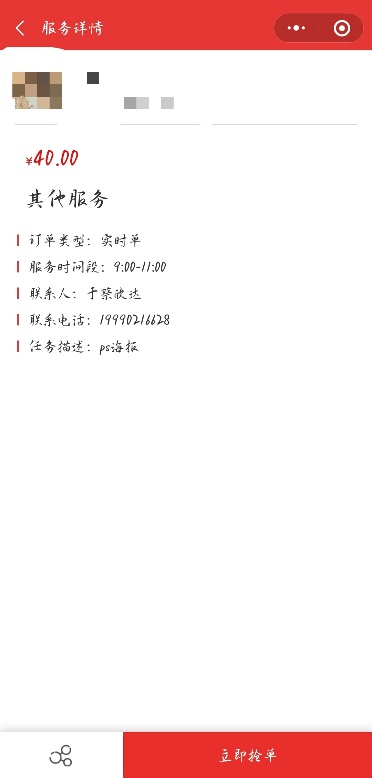 服务详情
¥40.00
其他服务
订单类型：实时单
服务时间段：9:00-11:00
联系人：于蔡欣达
联系电话：19990216628
任务描述：ps海报
立即抢单